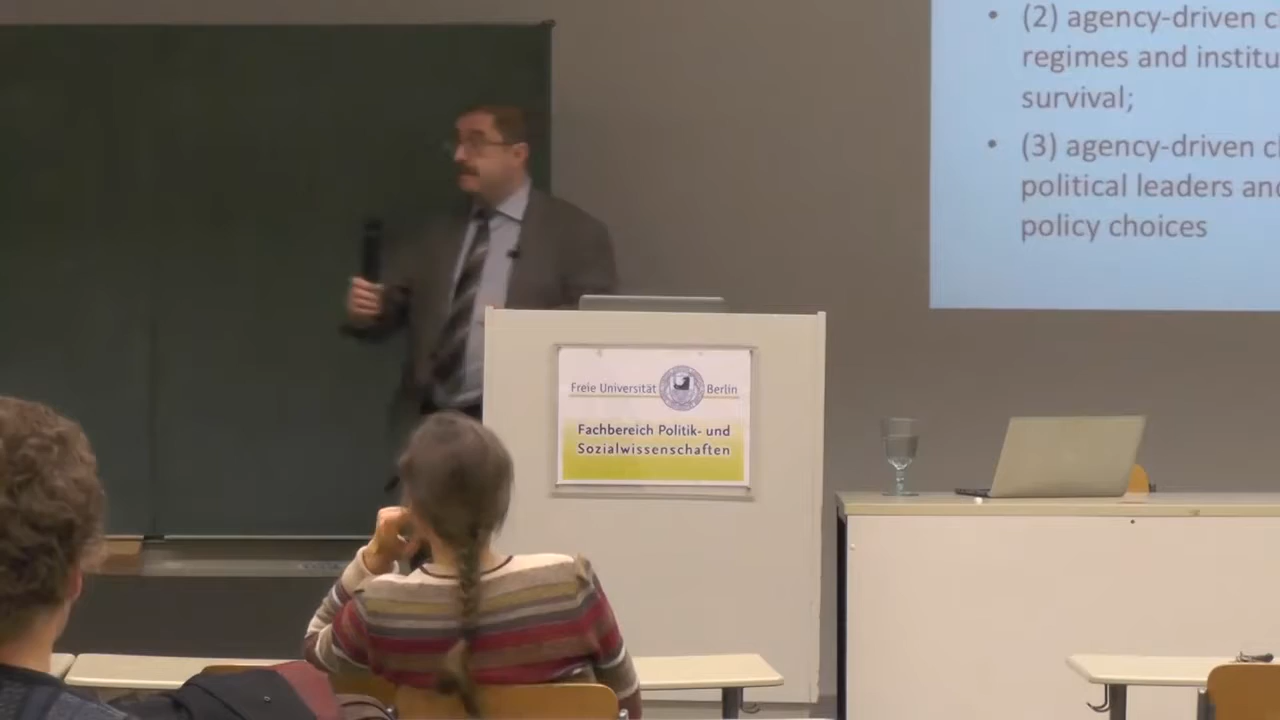 • (2) agency-driven c
regimes and institu
survival;
• (3) agency-driven c
political leaders and
policy choices
Freie Universität Berlin
Fachbereich Politik- und
Sozialwissenschaften